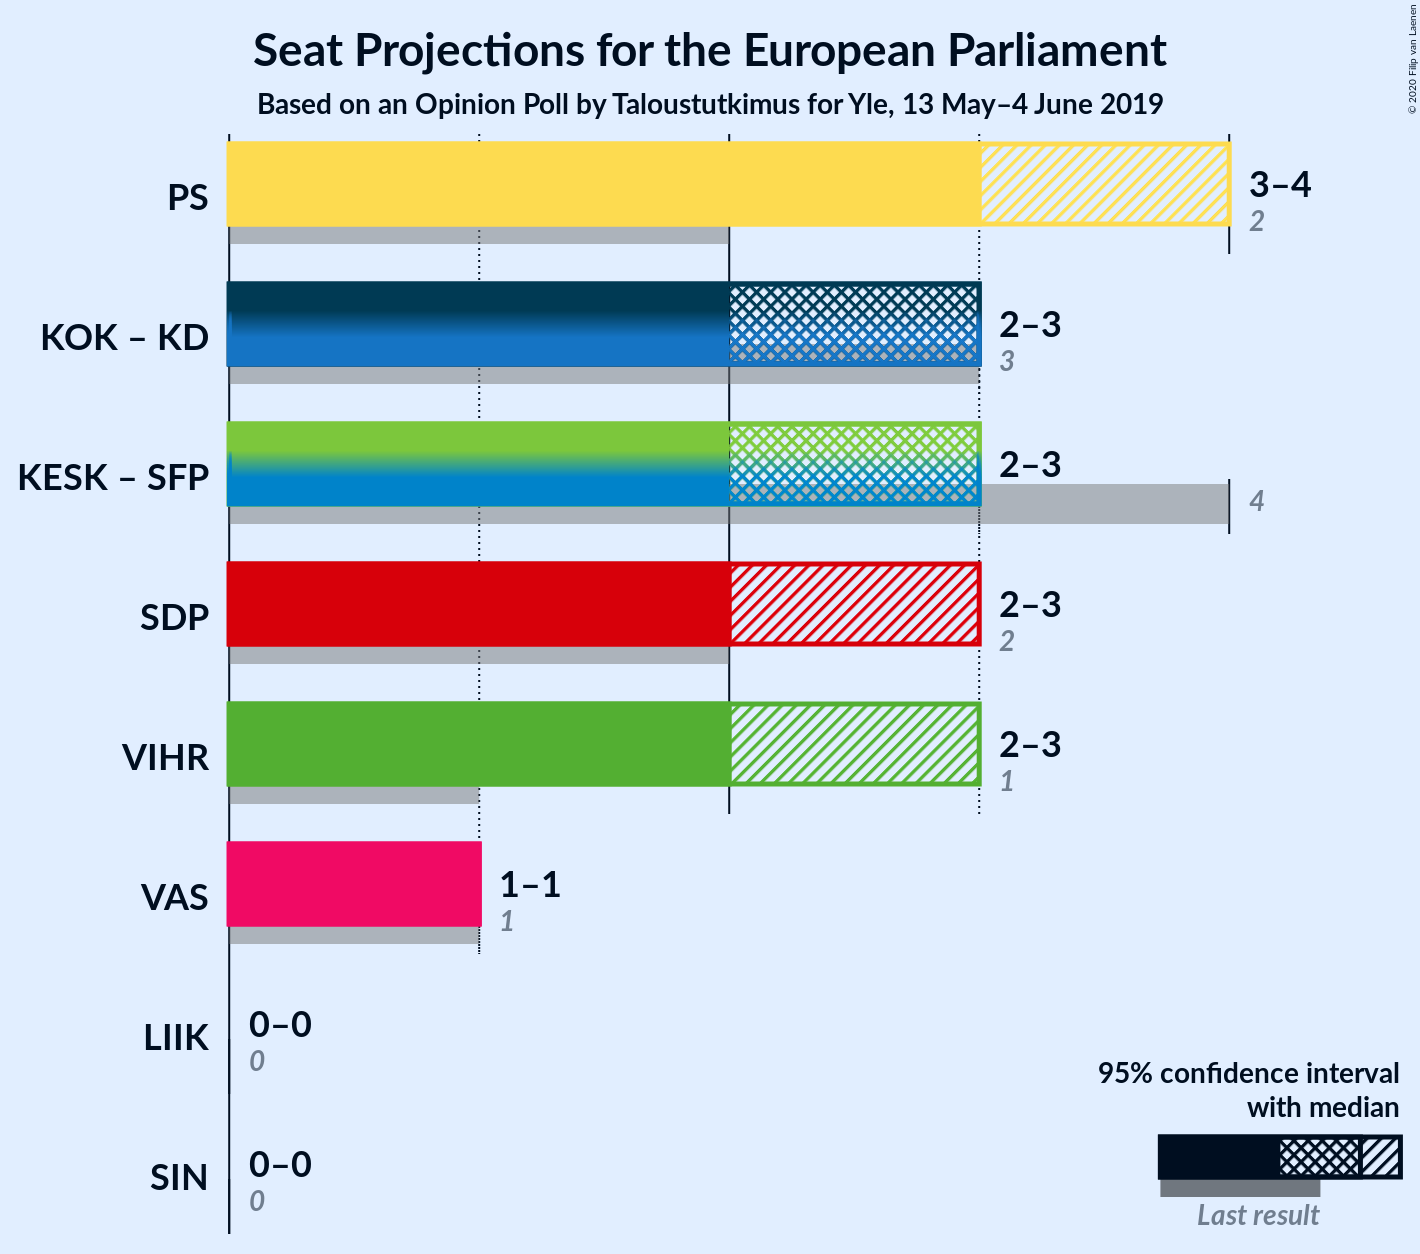 Seat Projections for the European Parliament
Based on an Opinion Poll by Taloustutkimus for Yle, 13 May–4 June 2019
© 2020 Filip van Laenen
PS
3–4
2
KOK – KD
2–3
3
KESK – SFP
2–3
4
SDP
2–3
2
VIHR
2–3
1
VAS
1–1
1
LIIK
0–0
0
SIN
0–0
0
95% confidence interval
with median
Last result